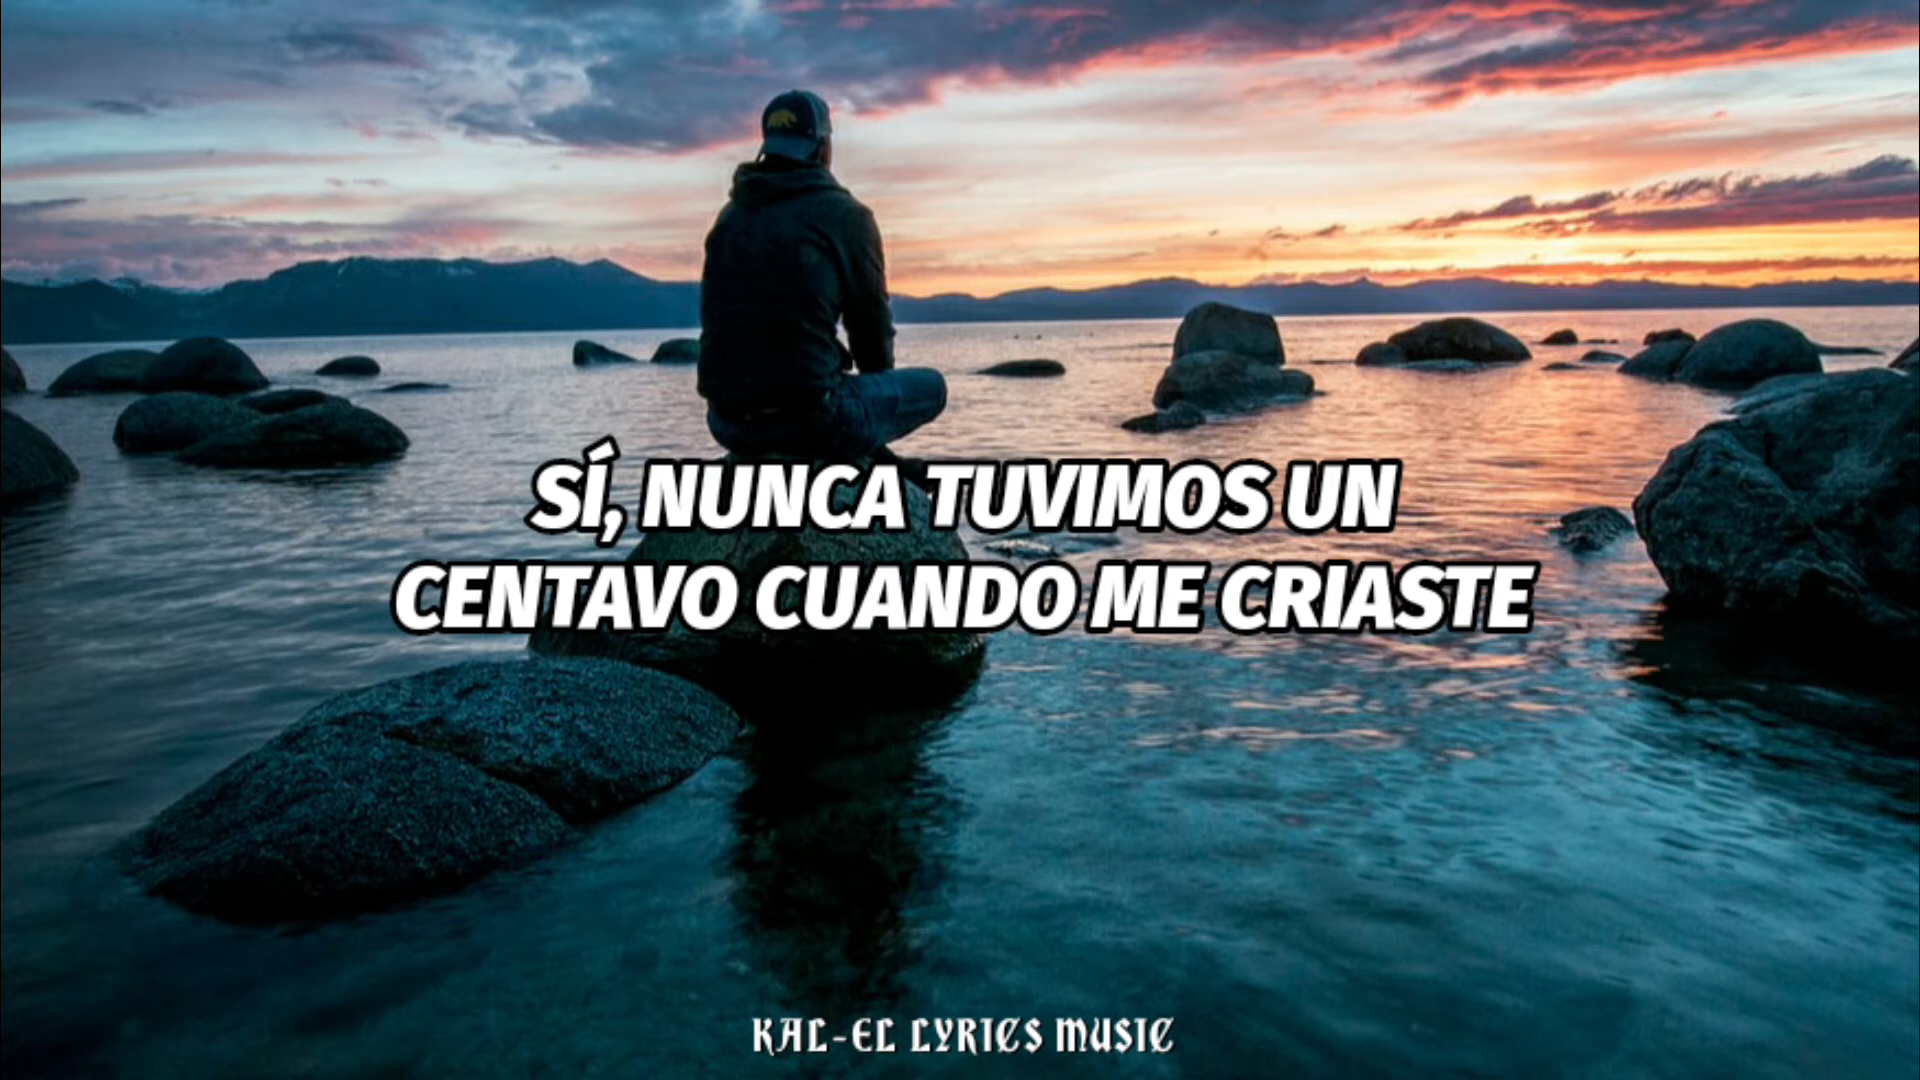 SÍ, NUNCA TUVIMOS UN
CENTAVO CUANDO ME CRIASTE
KAL-EL LYRICS MUSIC